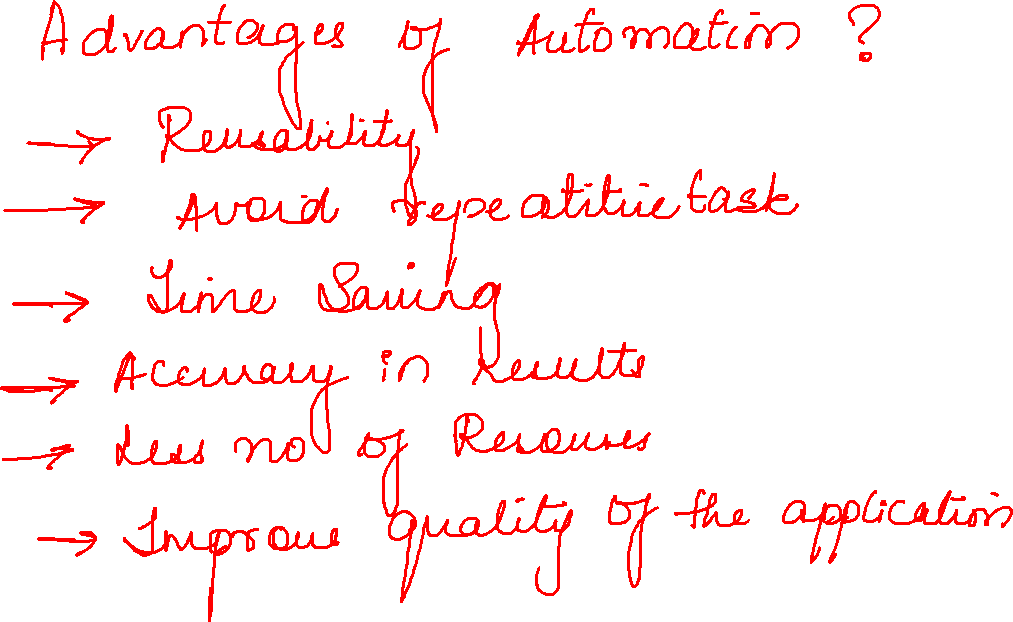 Advantages of Automation ?
→ Reusability
→ Avoid repeatitive task
→ Time Saving
→ Accuracy in Results
→ Less no of Resources
→ Improve quality of the application